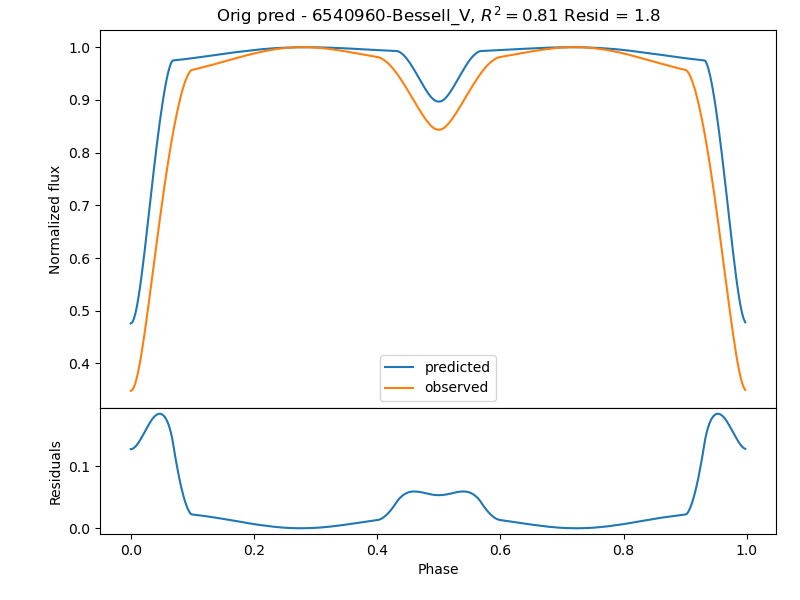 Orig pred - 6540960-Bessell_V, R² = 0.81 Resid = 1.8
1.0
0.9
0.8
0.7
0.6
0.5
0.4
Normalized flux
predicted
observed
0.1
0.0
Residuals
0.0 0.2 0.4 0.6 0.8 1.0
Phase